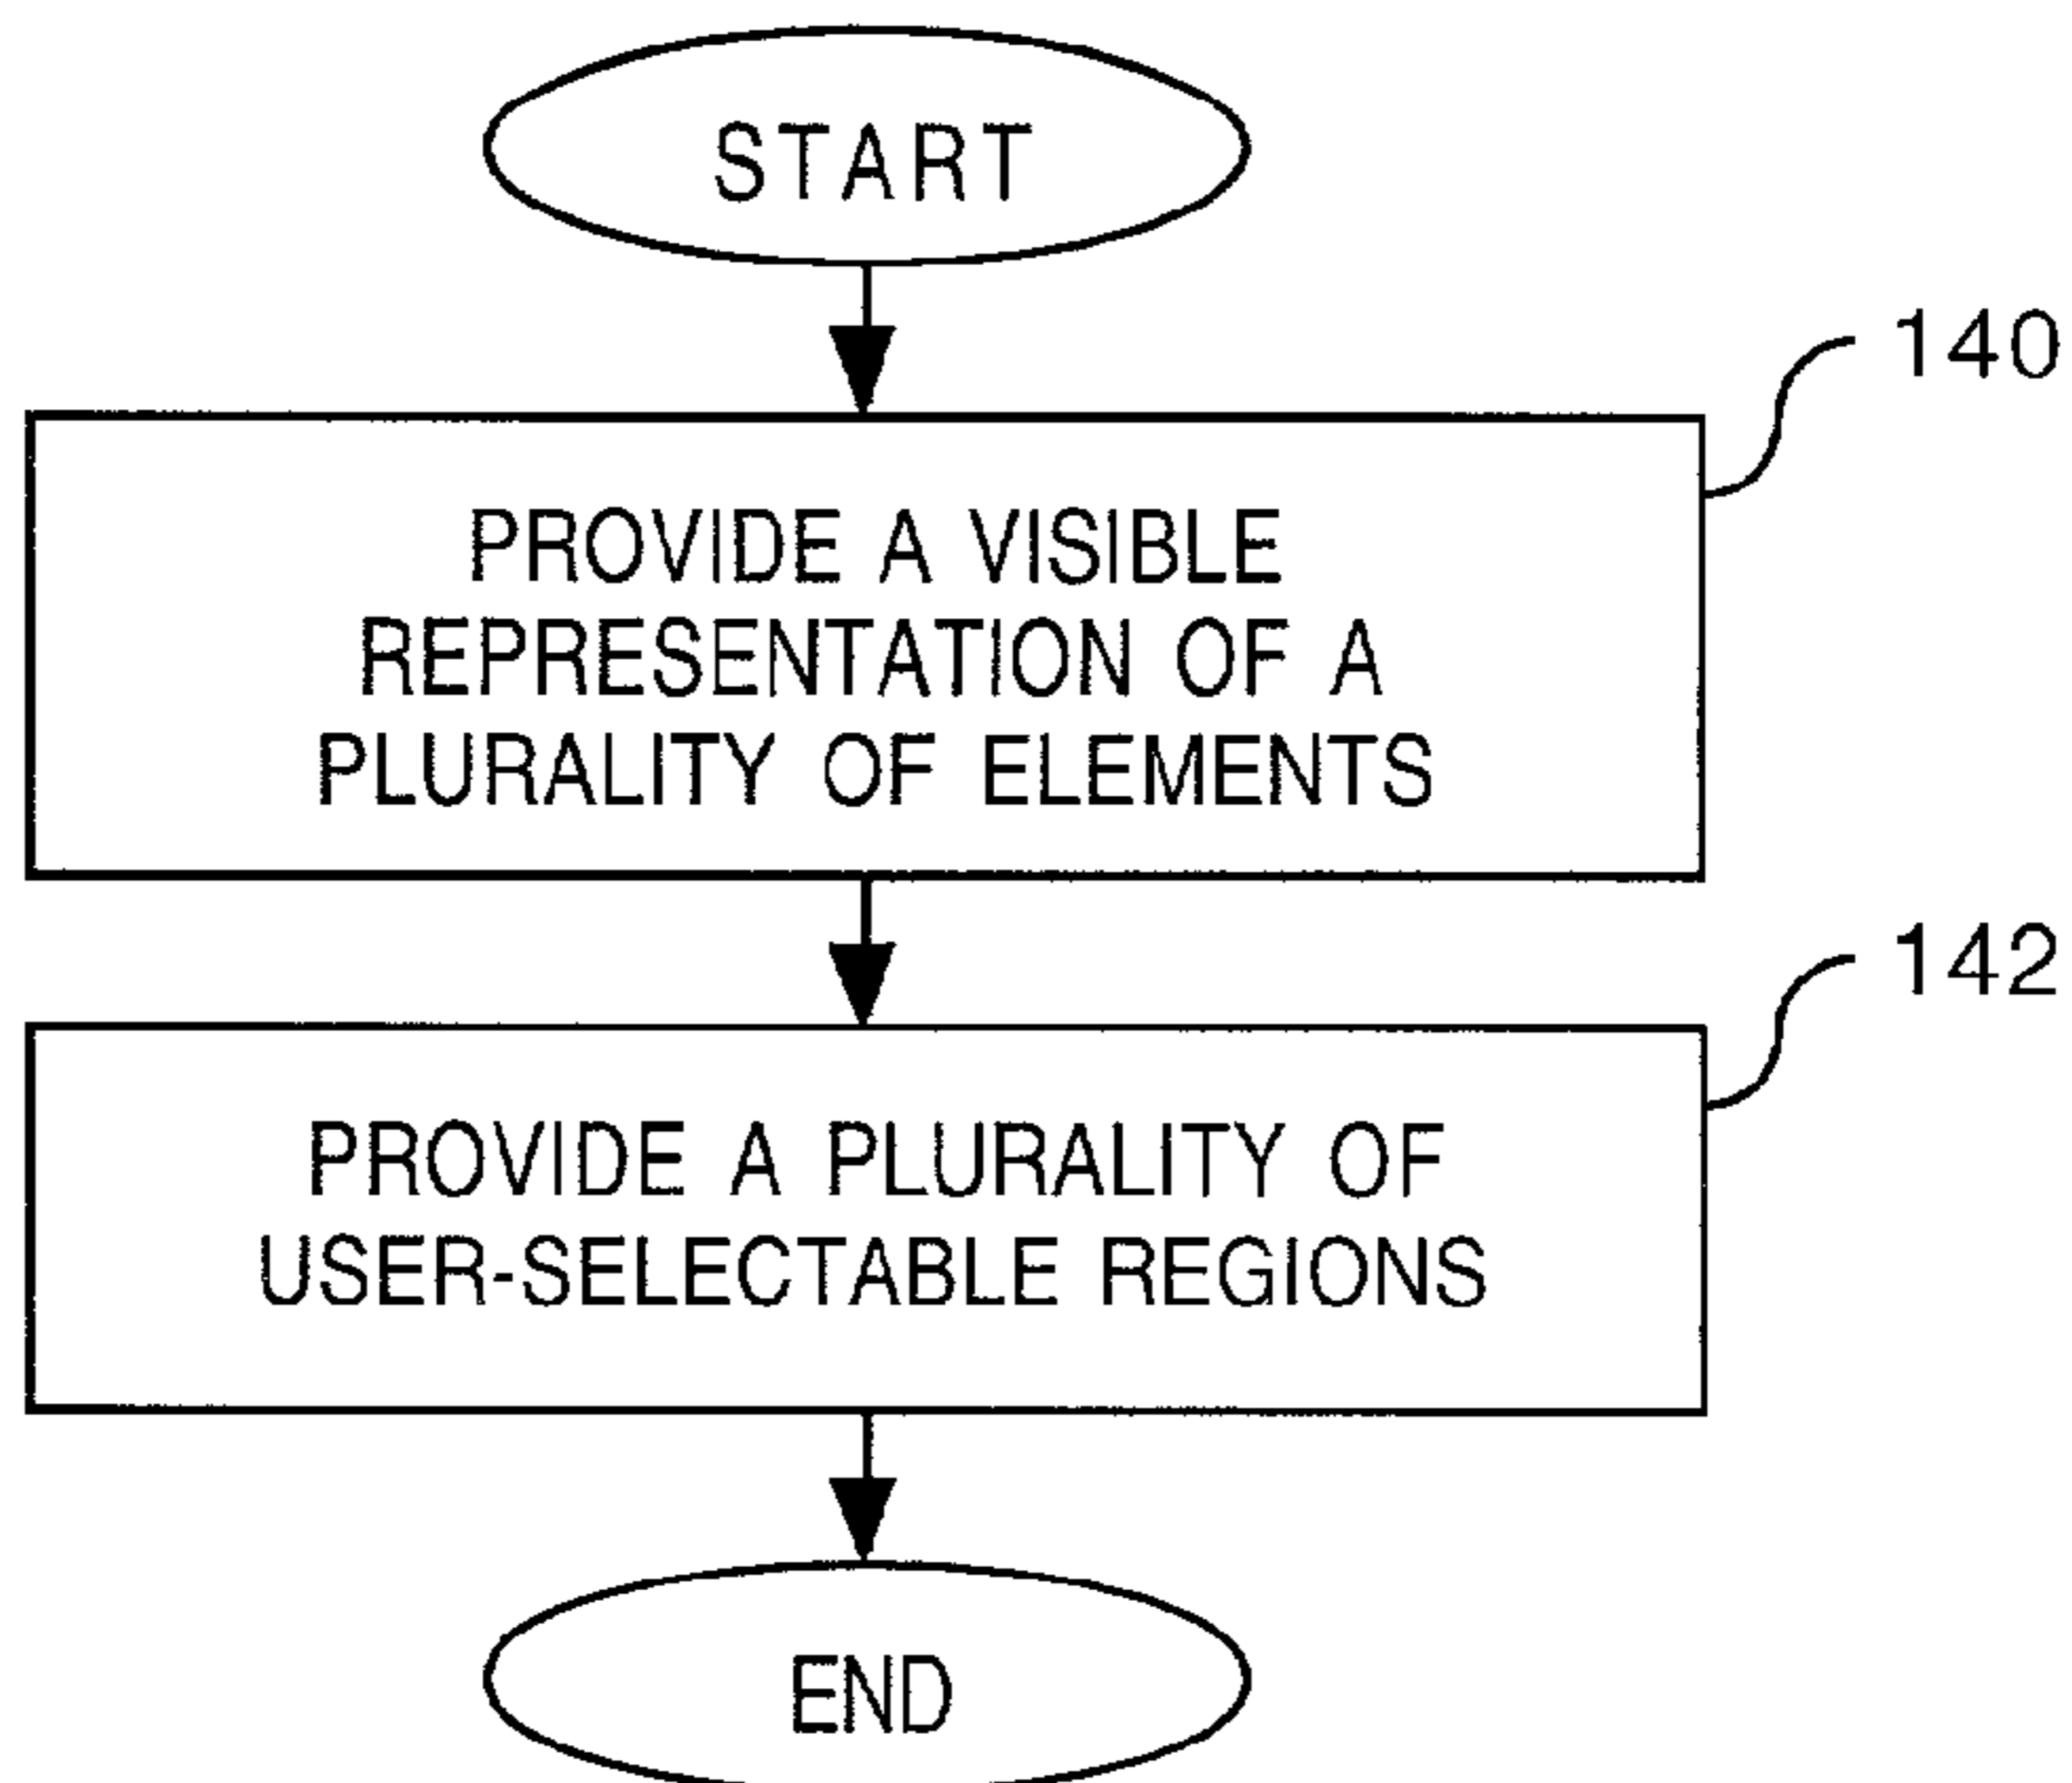 START
140
PROVIDE A VISIBLE
REPRESENTATION OF A
PLURALITY OF ELEMENTS
142
PROVIDE A PLURALITY OF
USER-SELECTABLE REGIONS
END